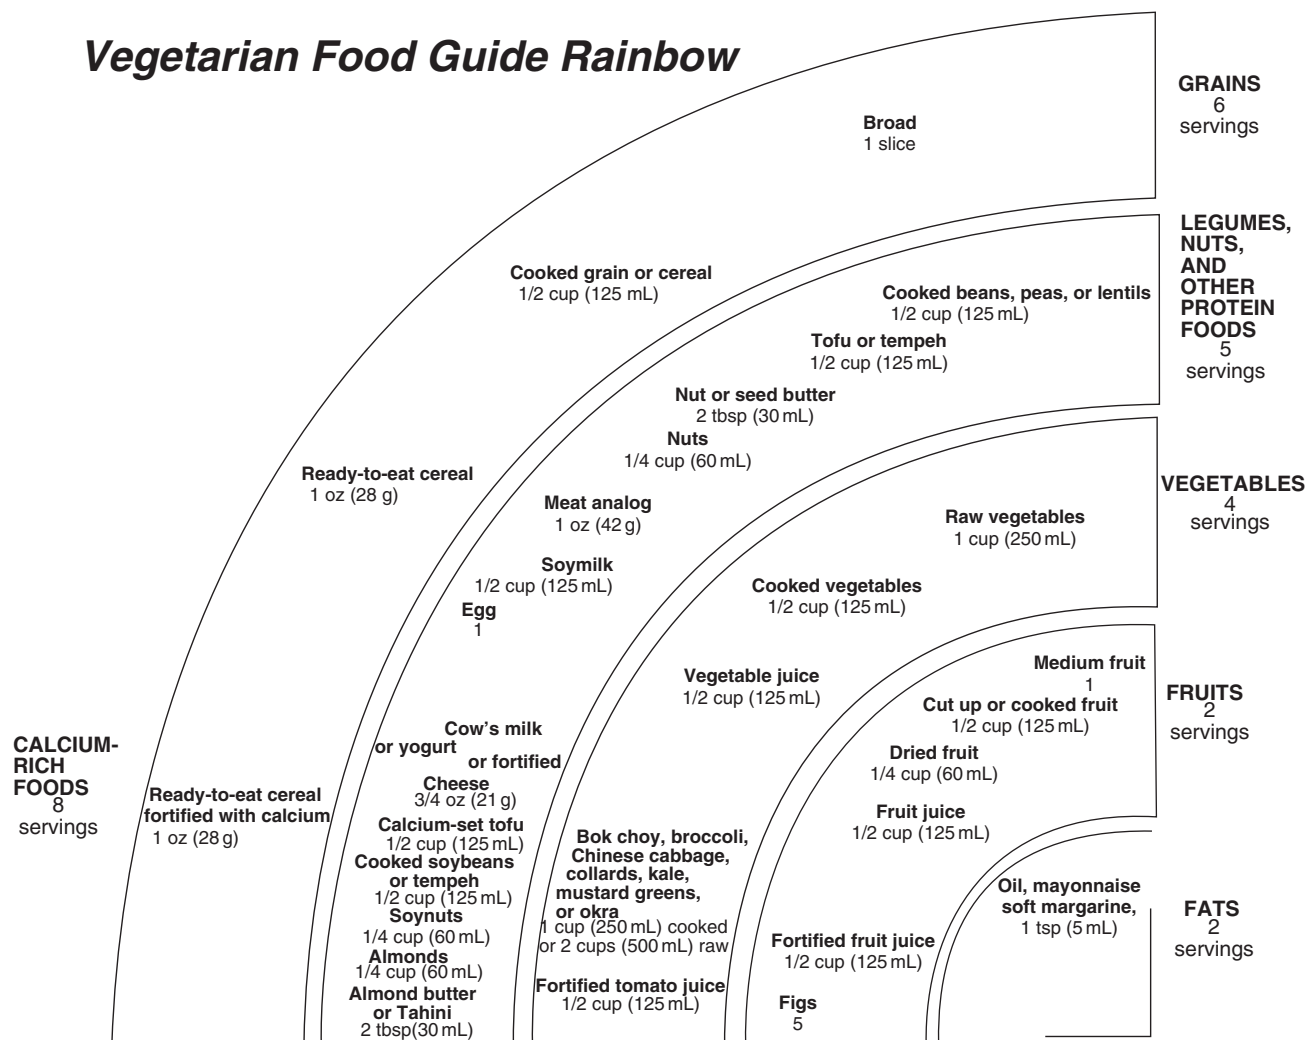 Vegetarian Food Guide Rainbow
GRAINS
6
servings
Broad
1 slice
Cooked grain or cereal
1/2 cup (125 mL)
Ready-to-eat cereal
1 oz (28 g)
Ready-to-eat cereal
fortified with calcium
1 oz (28 g)
LEGUMES,
NUTS,
AND
OTHER
PROTEIN
FOODS
5
servings
Cooked beans, peas, or lentils
1/2 cup (125 mL)
Tofu or tempeh
1/2 cup (125 mL)
Nut or seed butter
2 tbsp (30 mL)
Nuts
1/4 cup (60 mL)
Meat analog
1 oz (42 g)
Soymilk
1/2 cup (125 mL)
Egg
1
Cow's milk
or yogurt
or fortified
Cheese
3/4 oz (21 g)
Calcium-set tofu
1/2 cup (125 mL)
Cooked soybeans
or tempeh
1/2 cup (125 mL)
Soynuts
1/4 cup (60 mL)
Almonds
1/4 cup (60 mL)
Almond butter
or Tahini
2 tbsp(30 mL)
VEGETABLES
4
servings
Raw vegetables
1 cup (250 mL)
Cooked vegetables
1/2 cup (125 mL)
Vegetable juice
1/2 cup (125 mL)
Bok choy, broccoli,
Chinese cabbage,
collards, kale,
mustard greens,
or okra
1 cup (250 mL) cooked
or 2 cups (500 mL) raw
Fortified tomato juice
1/2 cup (125 mL)
FRUITS
2
servings
Medium fruit
1
Cut up or cooked fruit
1/2 cup (125 mL)
Dried fruit
1/4 cup (60 mL)
Fruit juice
1/2 cup (125 mL)
Fortified fruit juice
1/2 cup (125 mL)
Figs
5
FATS
2
servings
Oil, mayonnaise
soft margarine,
1 tsp (5 mL)
CALCIUM-
RICH
FOODS
8
servings